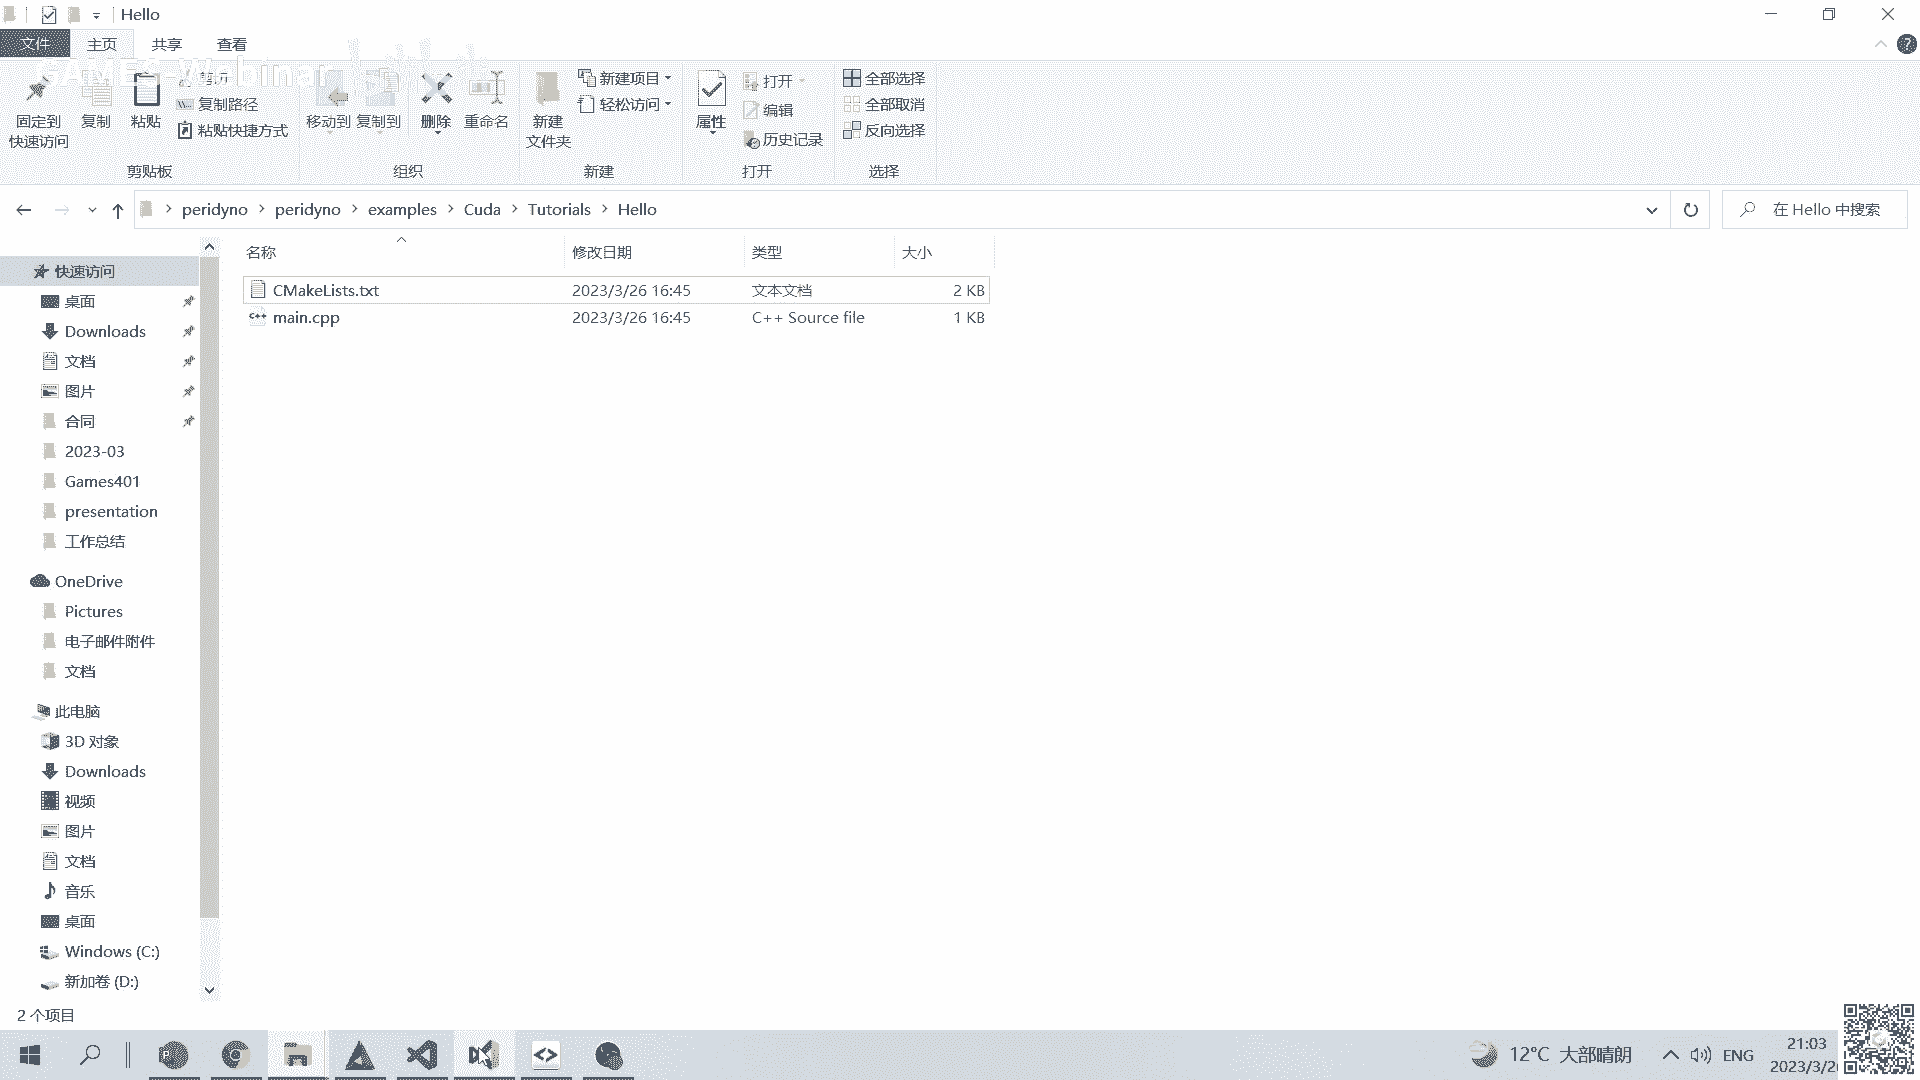 Hello
文件 主页 共享 查看
GAMES-Webinar
固定到
快速访问
复制
粘贴
复制路径
粘贴快捷方式
剪贴板
移动到
复制到
删除
重命名
组织
新建
文件夹
新建项目
轻松访问
新建
属性
打开
编辑
历史记录
打开
全部选择
全部取消
反向选择
选择
peridyno > peridyno > examples > Cuda > Tutorials > Hello
在 Hello 中搜索
名称 修改日期 类型 大小
CMakeLists.txt 2023/3/26 16:45 文本文档 2 KB
main.cpp 2023/3/26 16:45 C++ Source file 1 KB
快速访问
桌面
Downloads
文档
图片
合同
2023-03
Games401
presentation
工作总结
OneDrive
Pictures
电子邮件附件
文档
此电脑
3D 对象
Downloads
视频
图片
文档
音乐
桌面
Windows (C:)
新加卷 (D:)
2 个项目
12°C 大部晴朗
ENG
21:03
2023/3/26